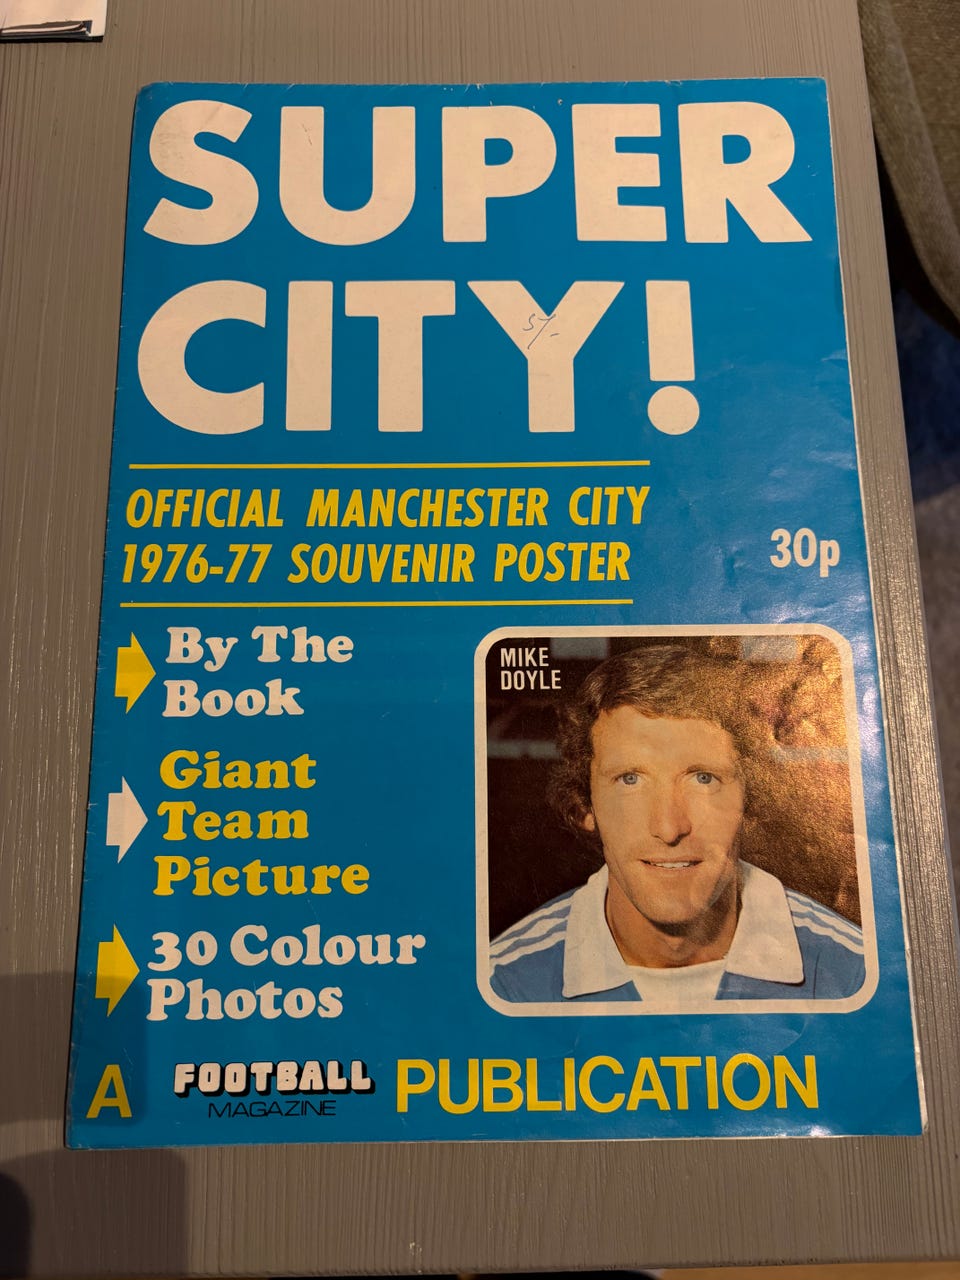 SUPER
CITY!
5/-
OFFICIAL MANCHESTER CITY
1976-77 SOUVENIR POSTER
30p
By The
Book
Giant
Team
Picture
30 Colour
Photos
MIKE
DOYLE
A FOOTBALL MAGAZINE PUBLICATION